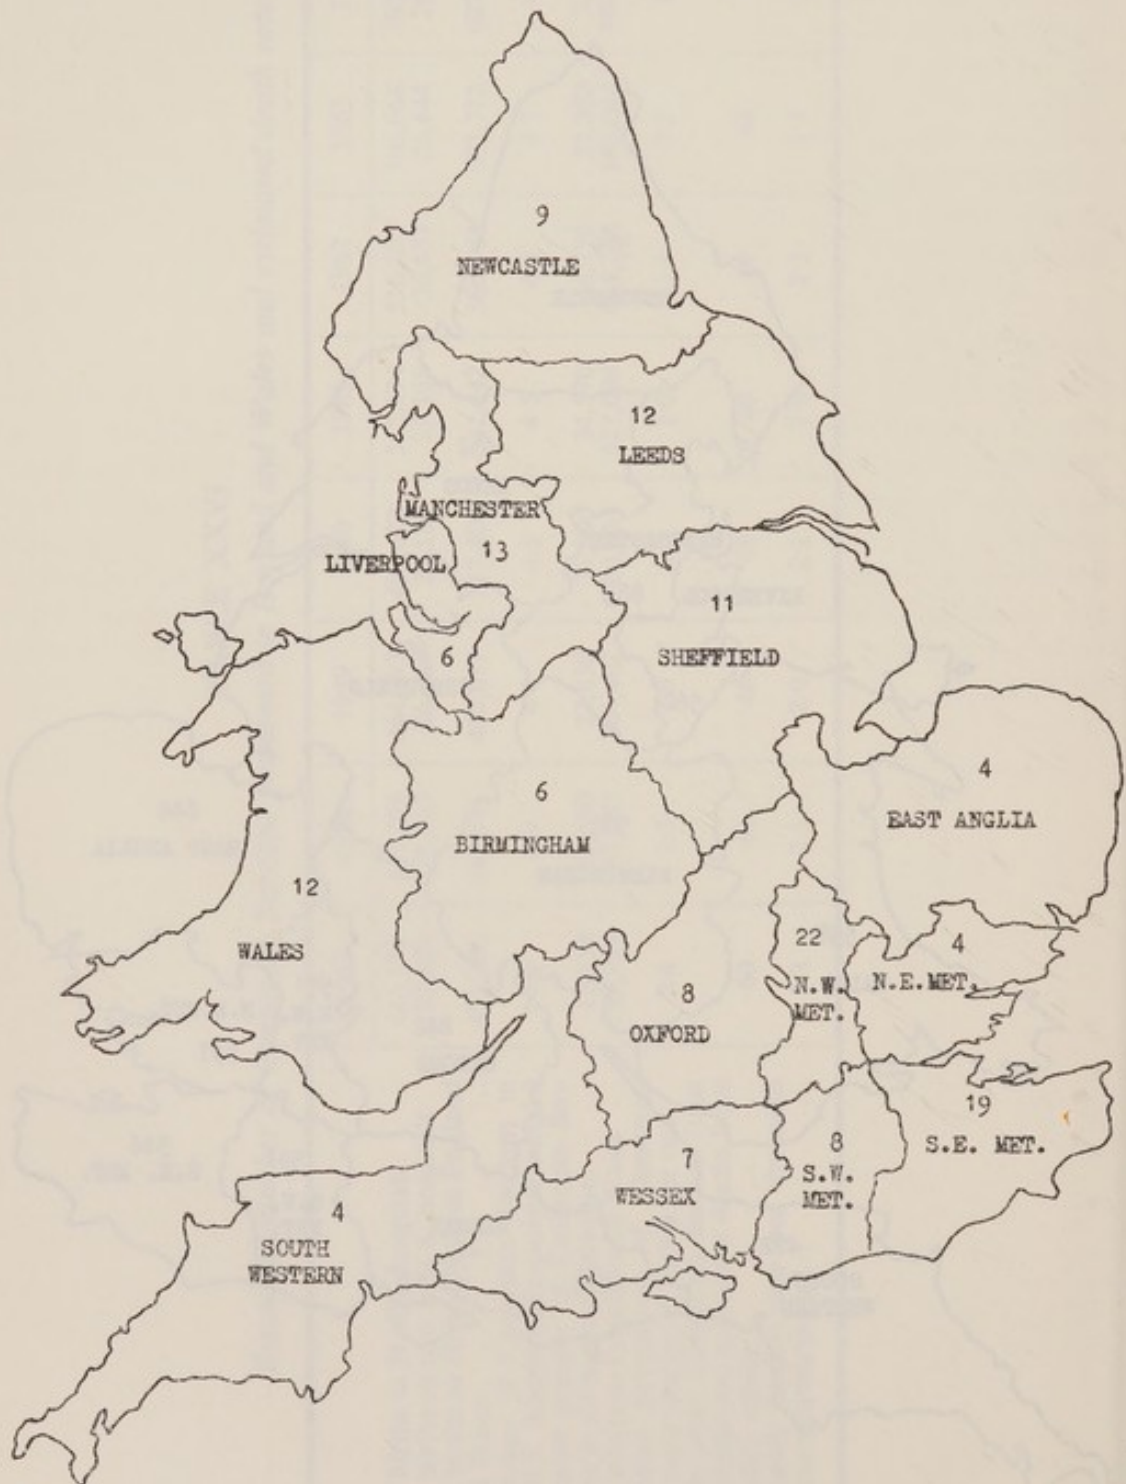 9
NEWCASTLE
12
LEEDS
MANCHESTER
13
LIVERPOOL
11
SHEFFIELD
6
4
EAST ANGLIA
6
BIRMINGHAM
12
WALES
22
N.W.
MET.
4
N.E.MET.
8
OXFORD
19
S.E. MET.
8
S.W.
MET.
7
WESSEX
4
SOUTH
WESTERN